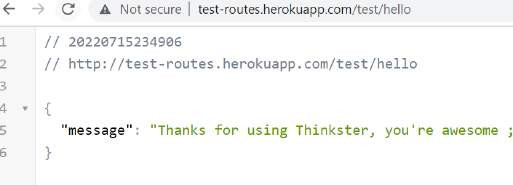 Not secure | test-routes.herokuapp.com/test/hello
1 // 20220715234906
2 // http://test-routes.herokuapp.com/test/hello
3
4 {
5 "message": "Thanks for using Thinkster, you're awesome ;
6 }